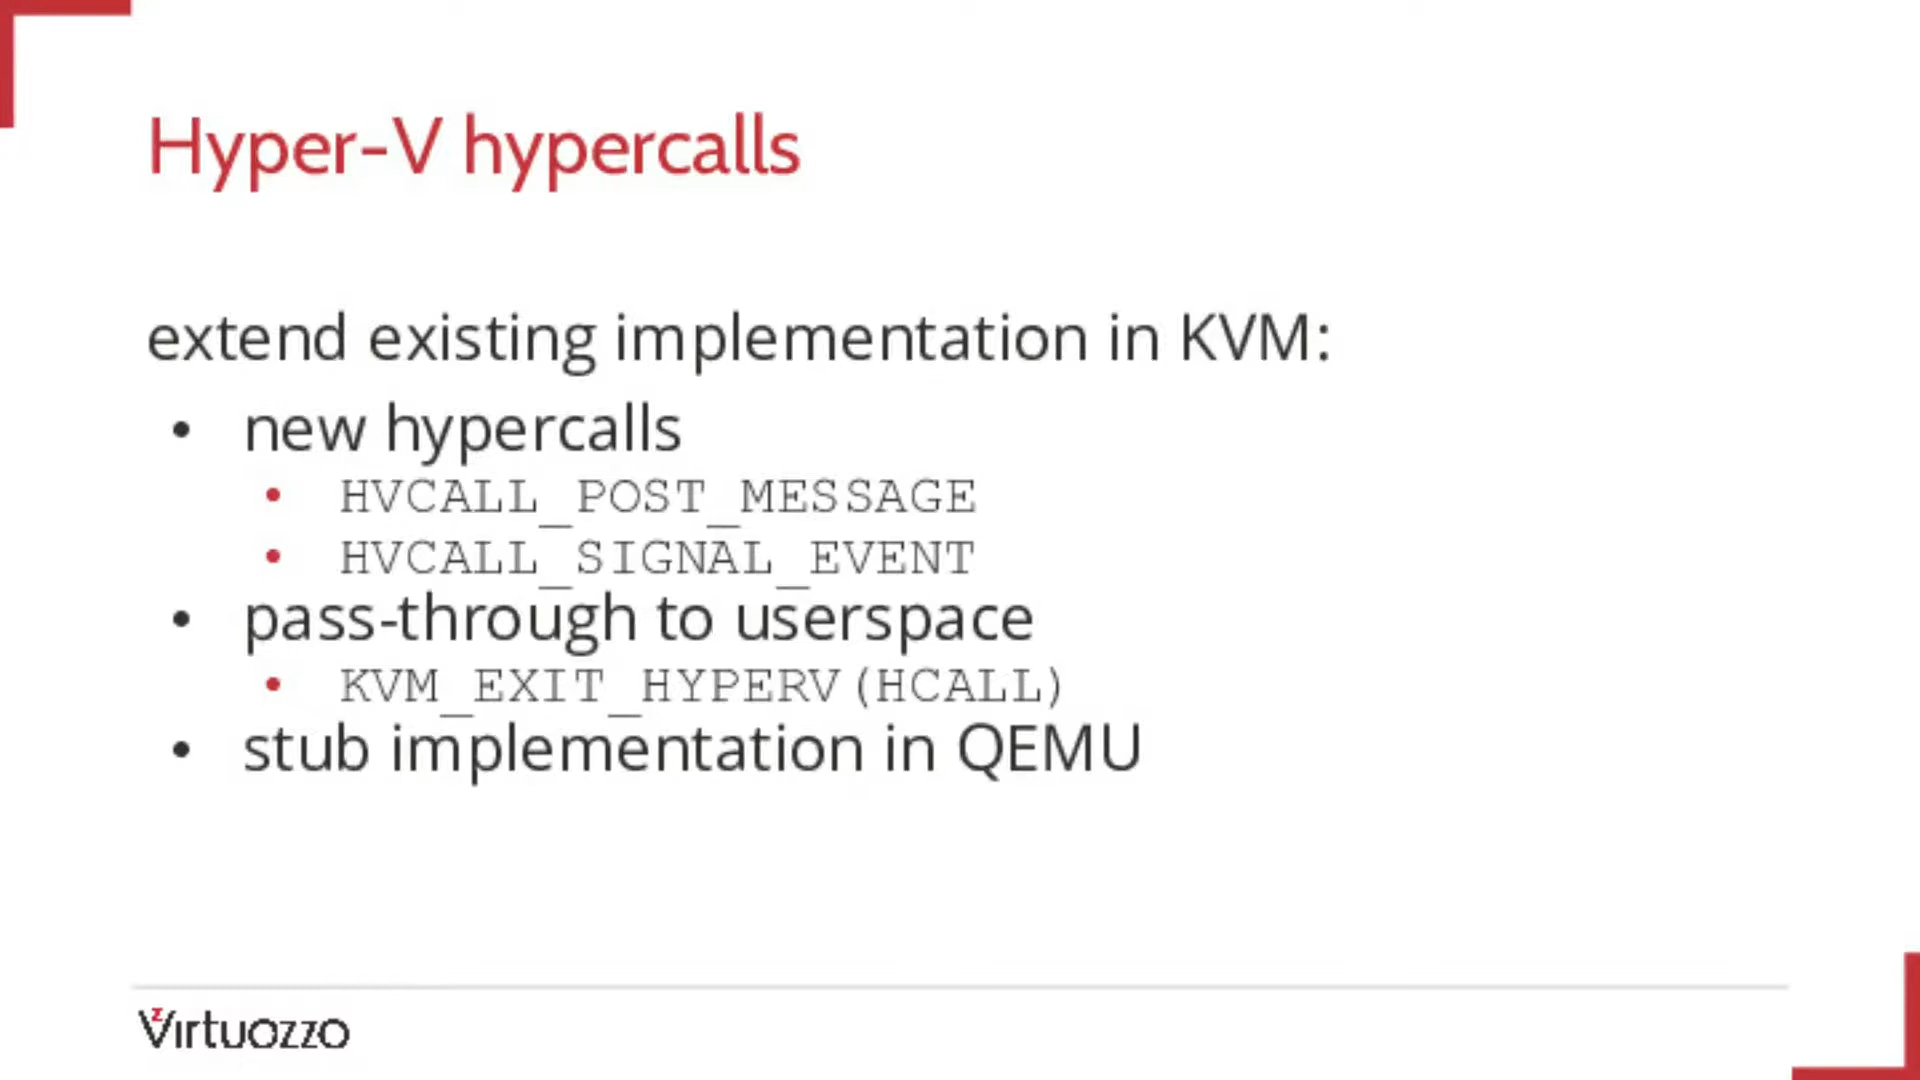 Hyper-V hypercalls
extend existing implementation in KVM:
• new hypercalls
• HVCALL_POST_MESSAGE
• HVCALL_SIGNAL_EVENT
• pass-through to userspace
• KVM_EXIT_HYPERV(HCALL)
• stub implementation in QEMU
Virtuozzo